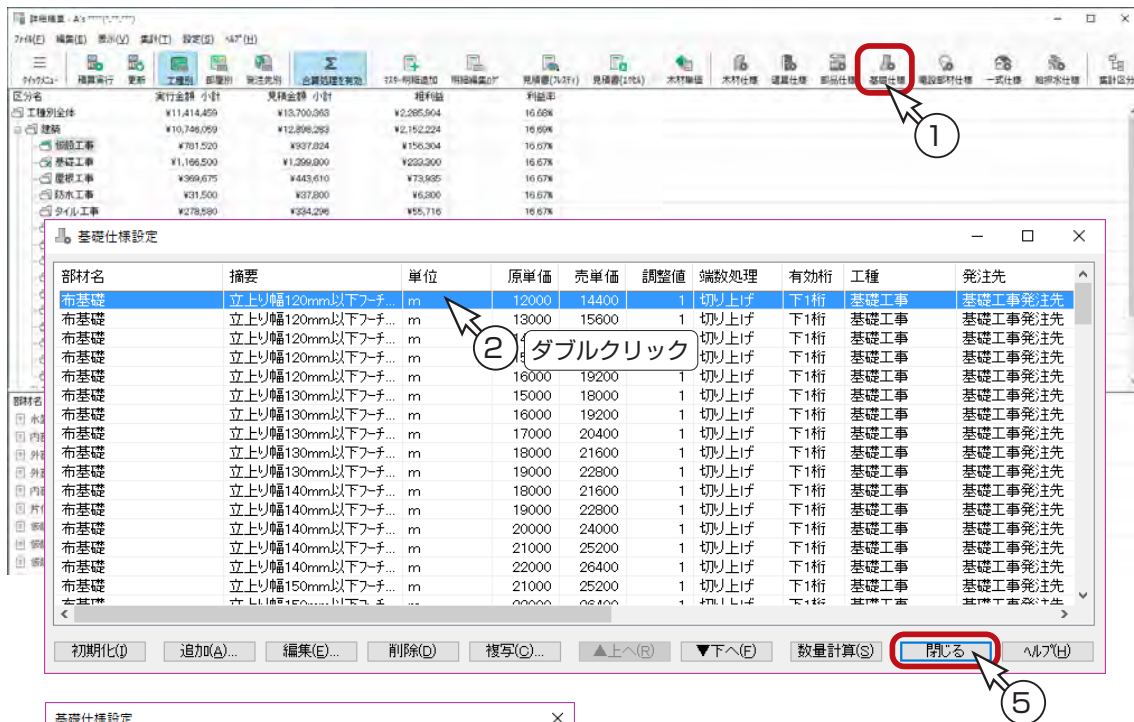 詳細積算 - A's ****(*.**.***)
ファイル(F) 編集(E) 表示(V) 集計(T) 設定(S) ヘルプ(H)
積算実行 更新 工種別 部屋別 発注先別 合算処理を有効 マスター明細追加 明細編集ログ 木材単価 木材仕様 建具仕様 部品仕様 基礎仕様 電設部材仕様 一式仕様 給排水仕様 集計区分
区分名 実行金額 小計 見積金額 小計 粗利益 利益率
工種別全体 ¥11,414,459 ¥13,700,363 ¥2,285,904 16.68%
建築 ¥10,746,059 ¥12,898,283 ¥2,152,224 16.69%
仮設工事 ¥781,520 ¥937,824 ¥156,304 16.67%
基礎工事 ¥1,166,500 ¥1,399,800 ¥233,300 16.67%
屋根工事 ¥369,675 ¥443,610 ¥73,935 16.67%
防水工事 ¥31,500 ¥37,800 ¥6,300 16.67%
タイル工事 ¥278,580 ¥334,296 ¥55,716 16.67%
1
基礎仕様設定
部材名 摘要 単位 原単価 売単価 調整値 端数処理 有効桁 工種 発注先
布基礎 立上り幅120mm以下フーチ... m 12000 14400 1 切り上げ 下1桁 基礎工事 基礎工事発注先
布基礎 立上り幅120mm以下フーチ... m 13000 15600 1 切り上げ 下1桁 基礎工事 基礎工事発注先
布基礎 立上り幅120mm以下フーチ... m 1 切り上げ 下1桁 基礎工事 基礎工事発注先
布基礎 立上り幅120mm以下フーチ... m 1 切り上げ 下1桁 基礎工事 基礎工事発注先
2 ダブルクリック
布基礎 立上り幅120mm以下フーチ... m 16000 19200 1 切り上げ 下1桁 基礎工事 基礎工事発注先
布基礎 立上り幅130mm以下フーチ... m 15000 18000 1 切り上げ 下1桁 基礎工事 基礎工事発注先
布基礎 立上り幅130mm以下フーチ... m 16000 19200 1 切り上げ 下1桁 基礎工事 基礎工事発注先
布基礎 立上り幅130mm以下フーチ... m 17000 20400 1 切り上げ 下1桁 基礎工事 基礎工事発注先
布基礎 立上り幅130mm以下フーチ... m 18000 21600 1 切り上げ 下1桁 基礎工事 基礎工事発注先
布基礎 立上り幅130mm以下フーチ... m 19000 22800 1 切り上げ 下1桁 基礎工事 基礎工事発注先
布基礎 立上り幅140mm以下フーチ... m 18000 21600 1 切り上げ 下1桁 基礎工事 基礎工事発注先
布基礎 立上り幅140mm以下フーチ... m 19000 22800 1 切り上げ 下1桁 基礎工事 基礎工事発注先
布基礎 立上り幅140mm以下フーチ... m 20000 24000 1 切り上げ 下1桁 基礎工事 基礎工事発注先
布基礎 立上り幅140mm以下フーチ... m 21000 25200 1 切り上げ 下1桁 基礎工事 基礎工事発注先
布基礎 立上り幅140mm以下フーチ... m 22000 26400 1 切り上げ 下1桁 基礎工事 基礎工事発注先
布基礎 立上り幅150mm以下フーチ... m 21000 25200 1 切り上げ 下1桁 基礎工事 基礎工事発注先
初期化(I) 追加(A)... 編集(E)... 削除(D) 複写(C)... ▲上へ(R) ▼下へ(F) 数量計算(S) 閉じる ヘルプ(H)
5
部材名
基礎仕様設定